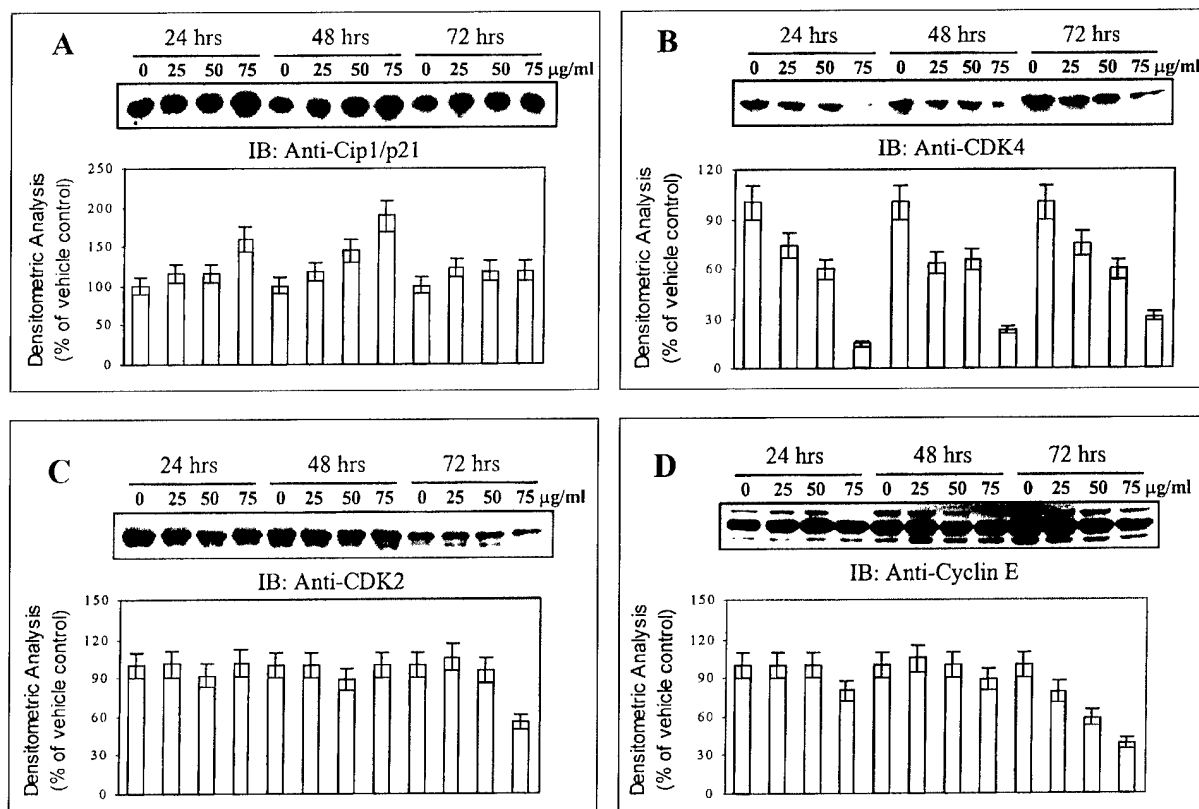 A
24 hrs 48 hrs 72 hrs
0 25 50 75 0 25 50 75 0 25 50 75 µg/ml
IB: Anti-Cip1/p21
Densitometric Analysis
(% of vehicle control)
250
200
150
100
50
0
B
24 hrs 48 hrs 72 hrs
0 25 50 75 0 25 50 75 0 25 50 75 µg/ml
IB: Anti-CDK4
Densitometric Analysis
(% of vehicle control)
120
90
60
30
0
C
24 hrs 48 hrs 72 hrs
0 25 50 75 0 25 50 75 0 25 50 75 µg/ml
IB: Anti-CDK2
Densitometric Analysis
(% of vehicle control)
150
120
90
60
30
0
D
24 hrs 48 hrs 72 hrs
0 25 50 75 0 25 50 75 0 25 50 75 µg/ml
IB: Anti-Cyclin E
Densitometric Analysis
(% of vehicle control)
150
120
90
60
30
0